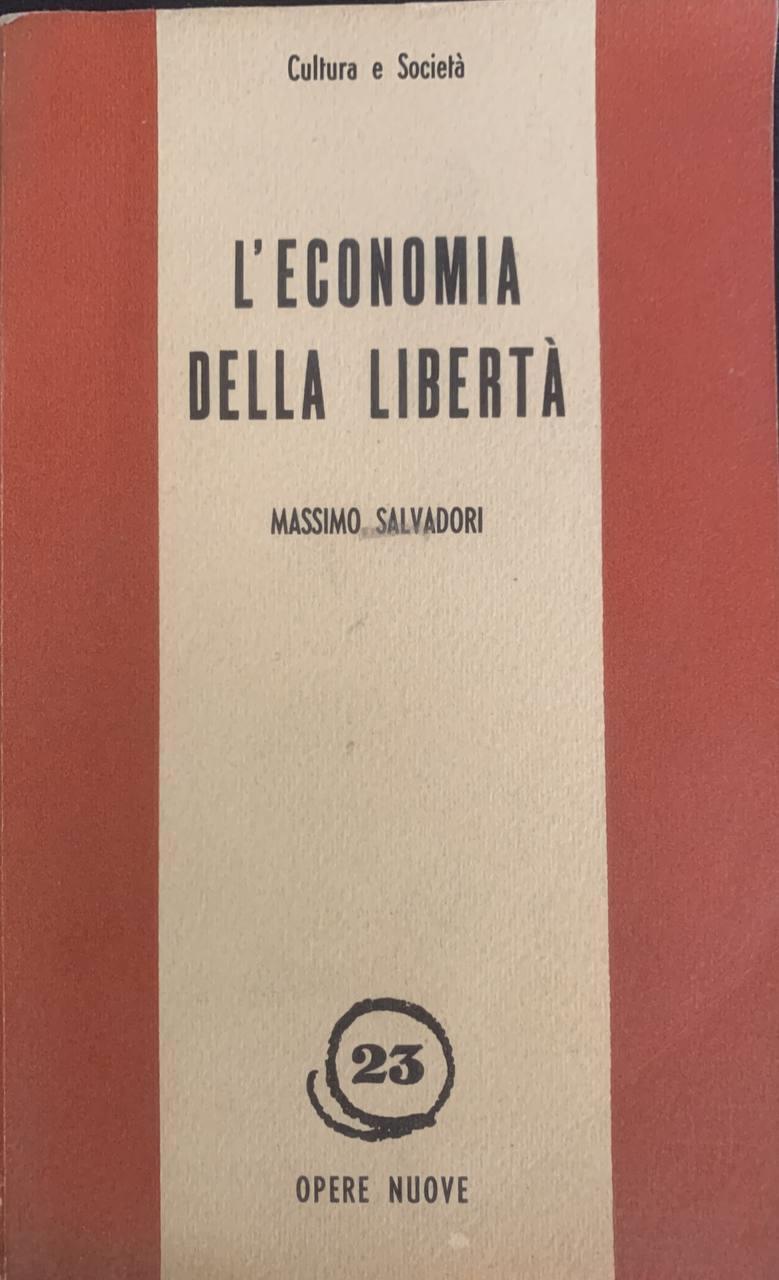 Cultura e Società
L'ECONOMIA
DELLA LIBERTÀ
MASSIMO SALVADORI
23
OPERE NUOVE